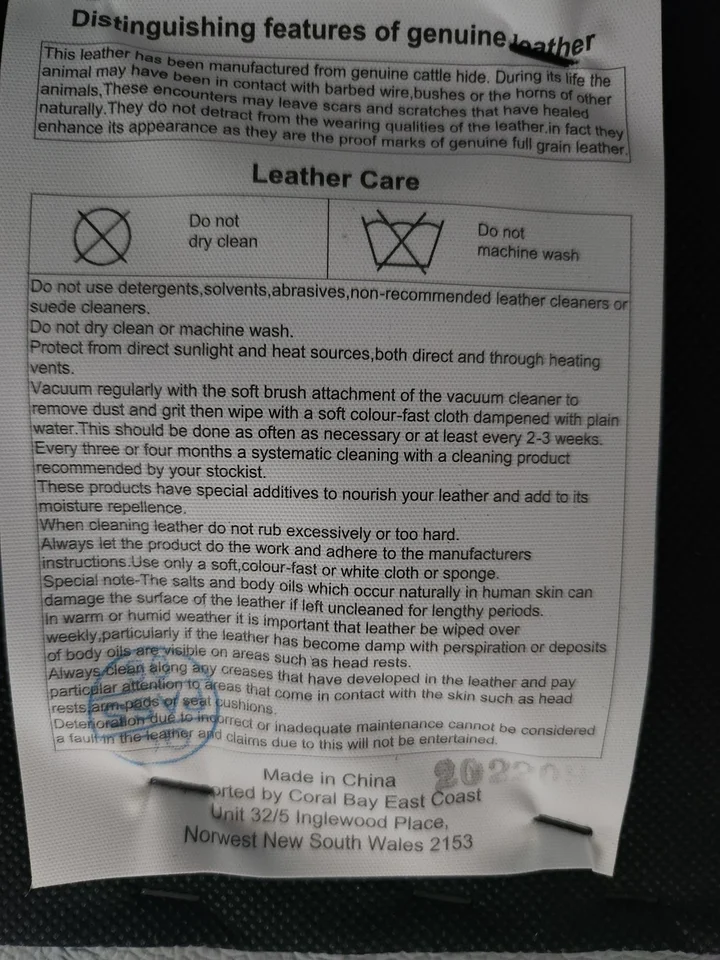 Distinguishing features of genuine leather
This leather has been manufactured from genuine cattle hide. During its life the
animal may have been in contact with barbed wire,bushes or the horns of other
animals,These encounters may leave scars and scratches that have healed
naturally.They do not detract from the wearing qualities of the leather.in fact they
enhance its appearance as they are the proof marks of genuine full grain leather.
Leather Care
Do not
dry clean
Do not
machine wash
Do not use detergents,solvents,abrasives,non-recommended leather cleaners or
suede cleaners.
Do not dry clean or machine wash.
Protect from direct sunlight and heat sources,both direct and through heating
vents.
Vacuum regularly with the soft brush attachment of the vacuum cleaner to
remove dust and grit then wipe with a soft colour-fast cloth dampened with plain
water.This should be done as often as necessary or at least every 2-3 weeks.
Every three or four months a systematic cleaning with a cleaning product
recommended by your stockist.
These products have special additives to nourish your leather and add to its
moisture repellence.
When cleaning leather do not rub excessively or too hard.
Always let the product do the work and adhere to the manufacturers
instructions.Use only a soft,colour-fast or white cloth or sponge.
Special note-The salts and body oils which occur naturally in human skin can
damage the surface of the leather if left uncleaned for lengthy periods.
In warm or humid weather it is important that leather be wiped over
weekly,particularly if the leather has become damp with perspiration or deposits
of body oils are visible on areas such as head rests.
Always clean along any creases that have developed in the leather and pay
particular attention to areas that come in contact with the skin such as head
rests,arm-pads or seat cushions.
Deterioration due to incorrect or inadequate maintenance cannot be considered
a fault in the leather and claims due to this will not be entertained.
Made in China
orted by Coral Bay East Coast
Unit 32/5 Inglewood Place,
Norwest New South Wales 2153